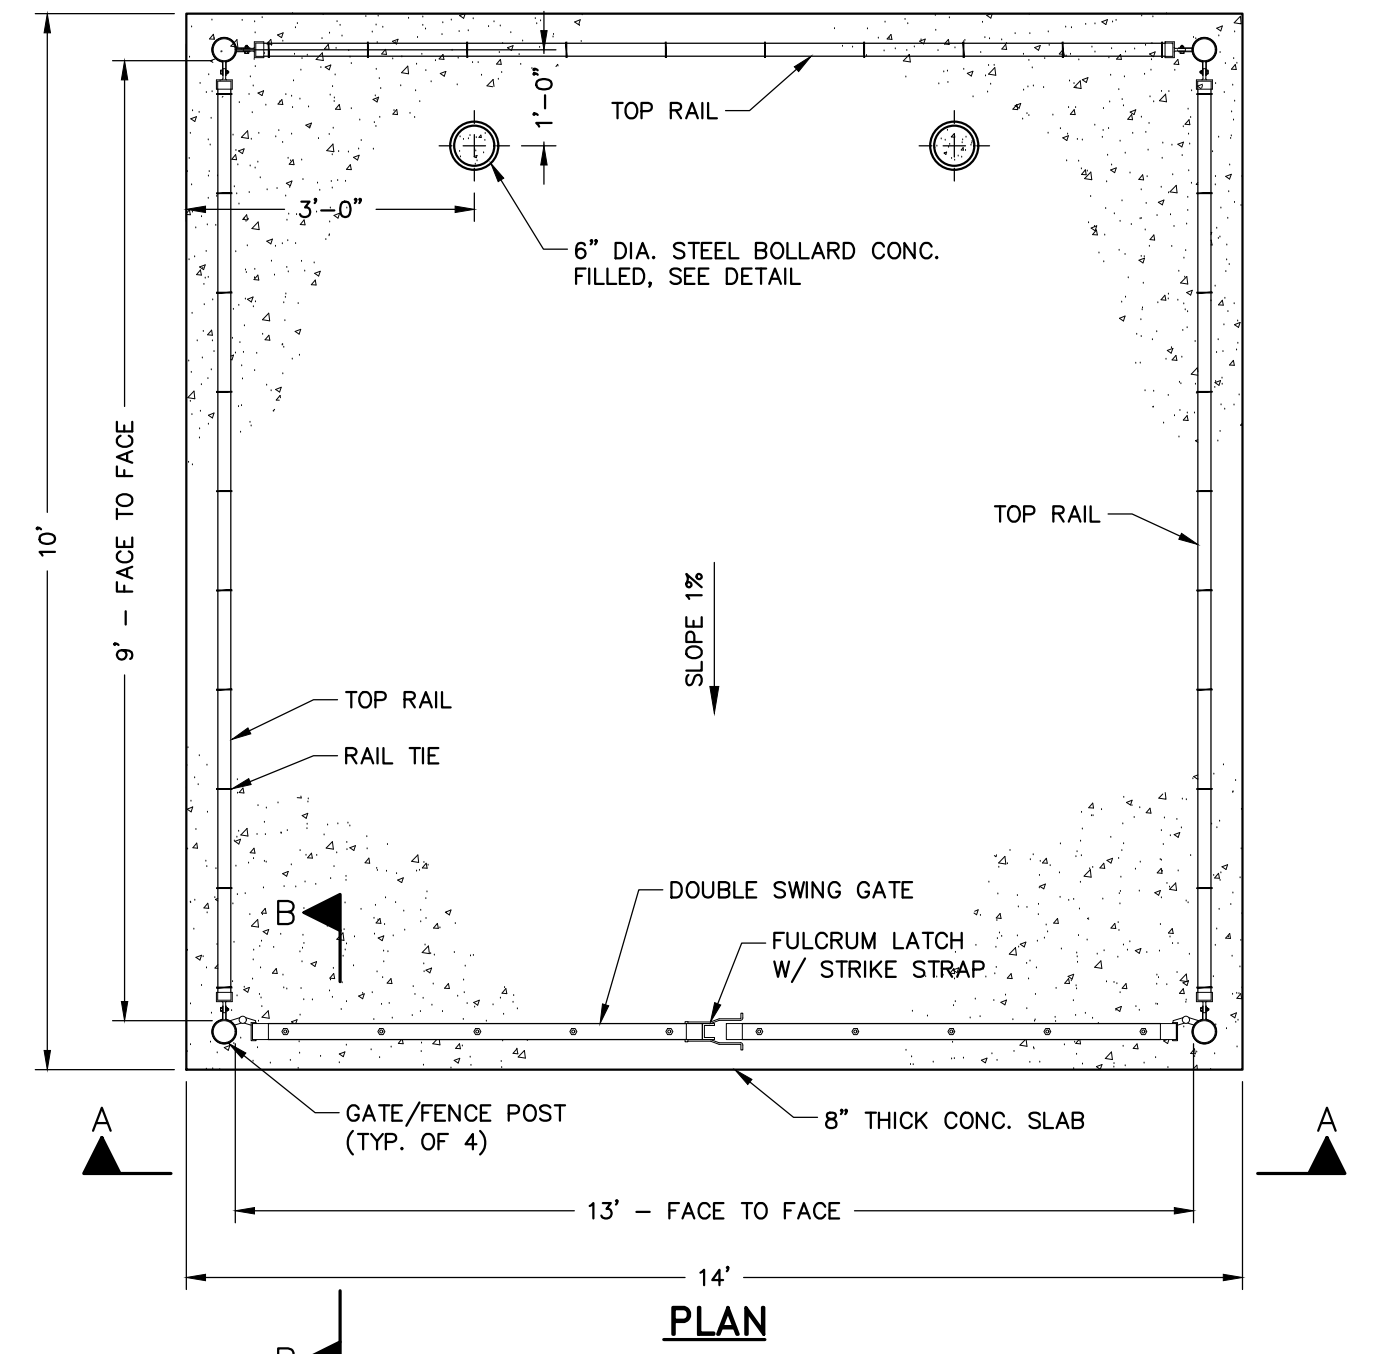 TOP RAIL
1'-0"
3'-0"
6" DIA. STEEL BOLLARD CONC.
FILLED, SEE DETAIL
9' - FACE TO FACE
10'
TOP RAIL
SLOPE 1%
TOP RAIL
RAIL TIE
DOUBLE SWING GATE
B
FULCRUM LATCH
W/ STRIKE STRAP
GATE/FENCE POST
(TYP. OF 4)
8" THICK CONC. SLAB
A
A
13' - FACE TO FACE
14'
PLAN